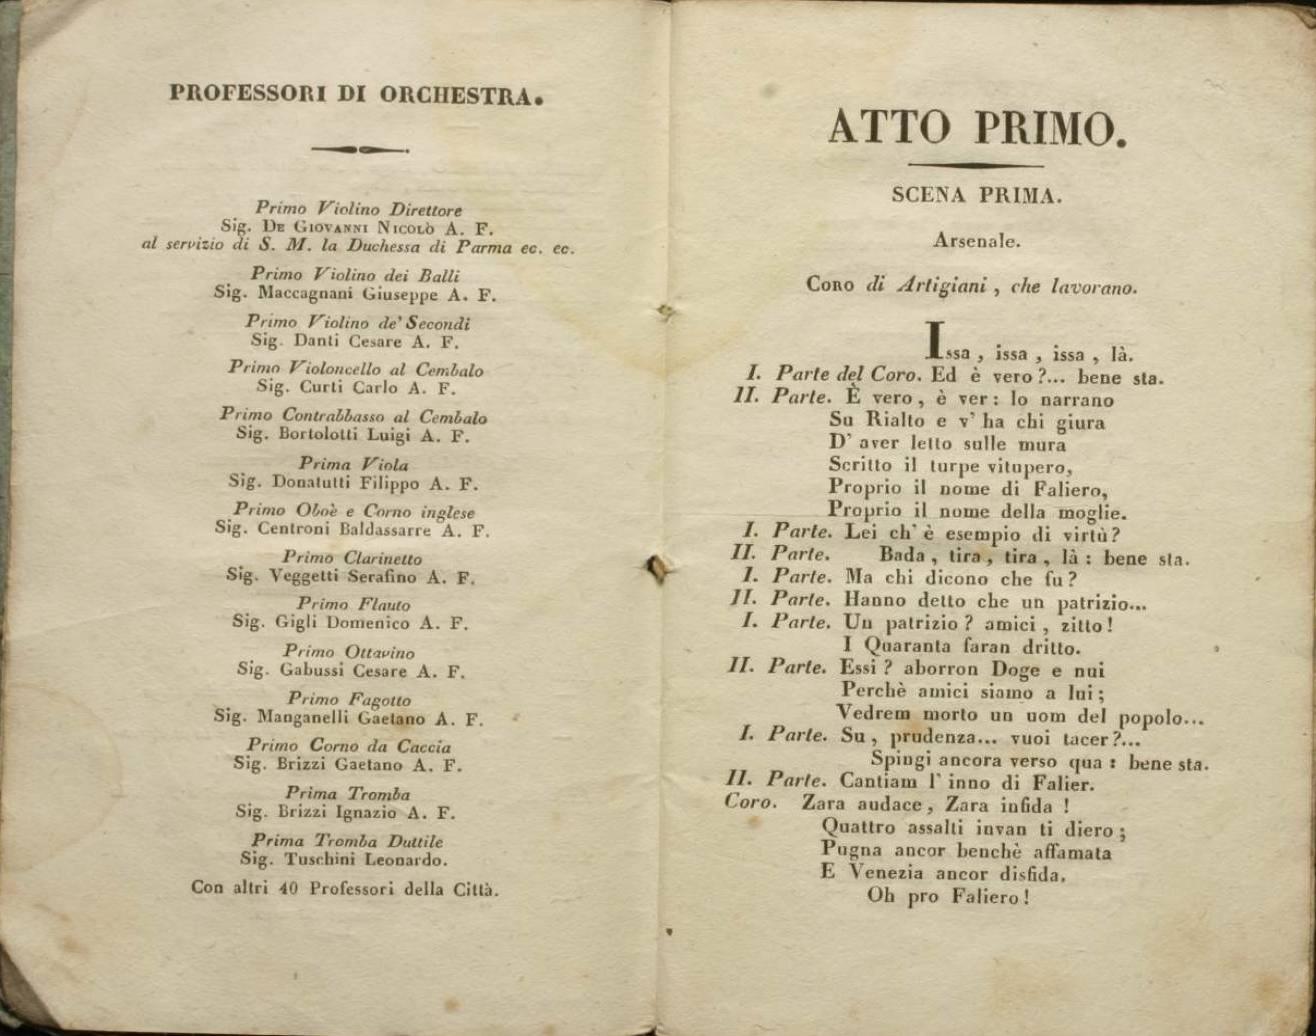 PROFESSORI DI ORCHESTRA.
Primo Violino Direttore
Sig. DE GIOVANNI NICOLÒ A. F.
al servizio di S. M. la Duchessa di Parma ec. ec.
Primo Violino dei Balli
Sig. Maccagnani Giuseppe A. F.
Primo Violino de' Secondi
Sig. Danti Cesare A. F.
Primo Violoncello al Cembalo
Sig. Curti Carlo A. F.
Primo Contrabbasso al Cembalo
Sig. Bortolotti Luigi A. F.
Prima Viola
Sig. Donatutti Filippo A. F.
Primo Oboè e Corno inglese
Sig. Centroni Baldassarre A. F.
Primo Clarinetto
Sig. Veggetti Serafino A. F.
Primo Flauto
Sig. Gigli Domenico A. F.
Primo Ottavino
Sig. Gabussi Cesare A. F.
Primo Fagotto
Sig. Manganelli Gaetano A. F.
Primo Corno da Caccia
Sig. Brizzi Gaetano A. F.
Prima Tromba
Sig. Brizzi Ignazio A. F.
Prima Tromba Duttile
Sig. Tuschini Leonardo.
Con altri 40 Professori della Città.
ATTO PRIMO.
SCENA PRIMA.
Arsenale.
CORO di Artigiani, che lavorano.
Issa, issa, issa, là.
I. Parte del Coro. Ed è vero?... bene sta.
II. Parte. È vero, è ver: lo narrano
Su Rialto e v' ha chi giura
D' aver letto sulle mura
Scritto il turpe vitupero,
Proprio il nome di Faliero,
Proprio il nome della moglie.
I. Parte. Lei ch' è esempio di virtù?
II. Parte. Bada, tira, tira, là: bene sta.
I. Parte. Ma chi dicono che fu?
II. Parte. Hanno detto che un patrizio...
I. Parte. Un patrizio? amici, zitto!
I Quaranta faran dritto.
II. Parte. Essi? aborron Doge e nui
Perchè amici siamo a lui;
Vedrem morto un uom del popolo...
I. Parte. Su, prudenza... vuoi tacer?...
Spingi ancora verso qua: bene sta.
II. Parte. Cantiam l' inno di Falier.
Coro. Zara audace, Zara infida!
Quattro assalti invan ti diero;
Pugna ancor benchè affamata
E Venezia ancor disfida.
Oh pro Faliero!